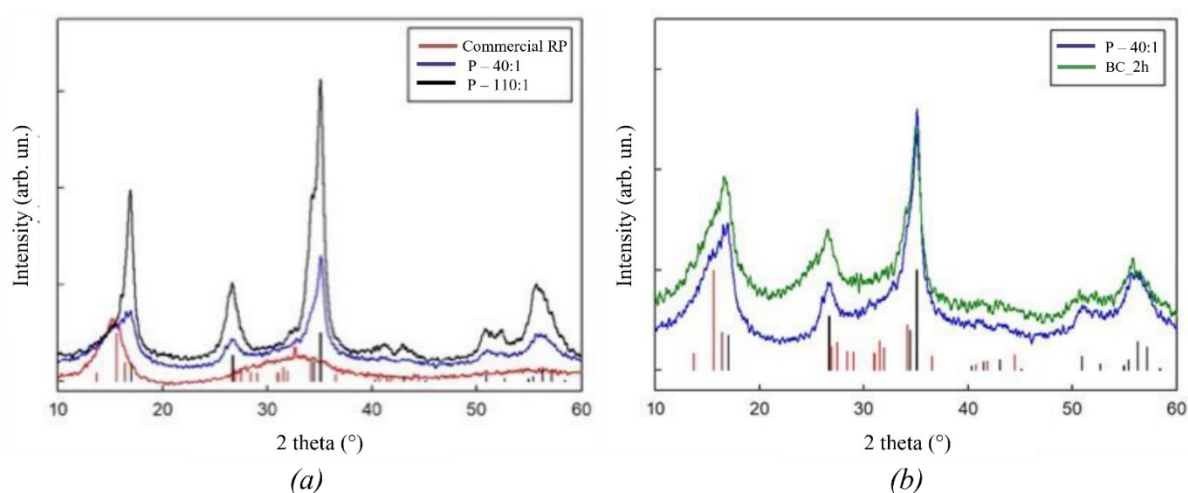 Commercial RP
P – 40:1
P – 110:1
Intensity (arb. un.)
10 20 30 40 50 60
2 theta (°)
(a)
P – 40:1
BC_2h
Intensity (arb. un.)
10 20 30 40 50 60
2 theta (°)
(b)